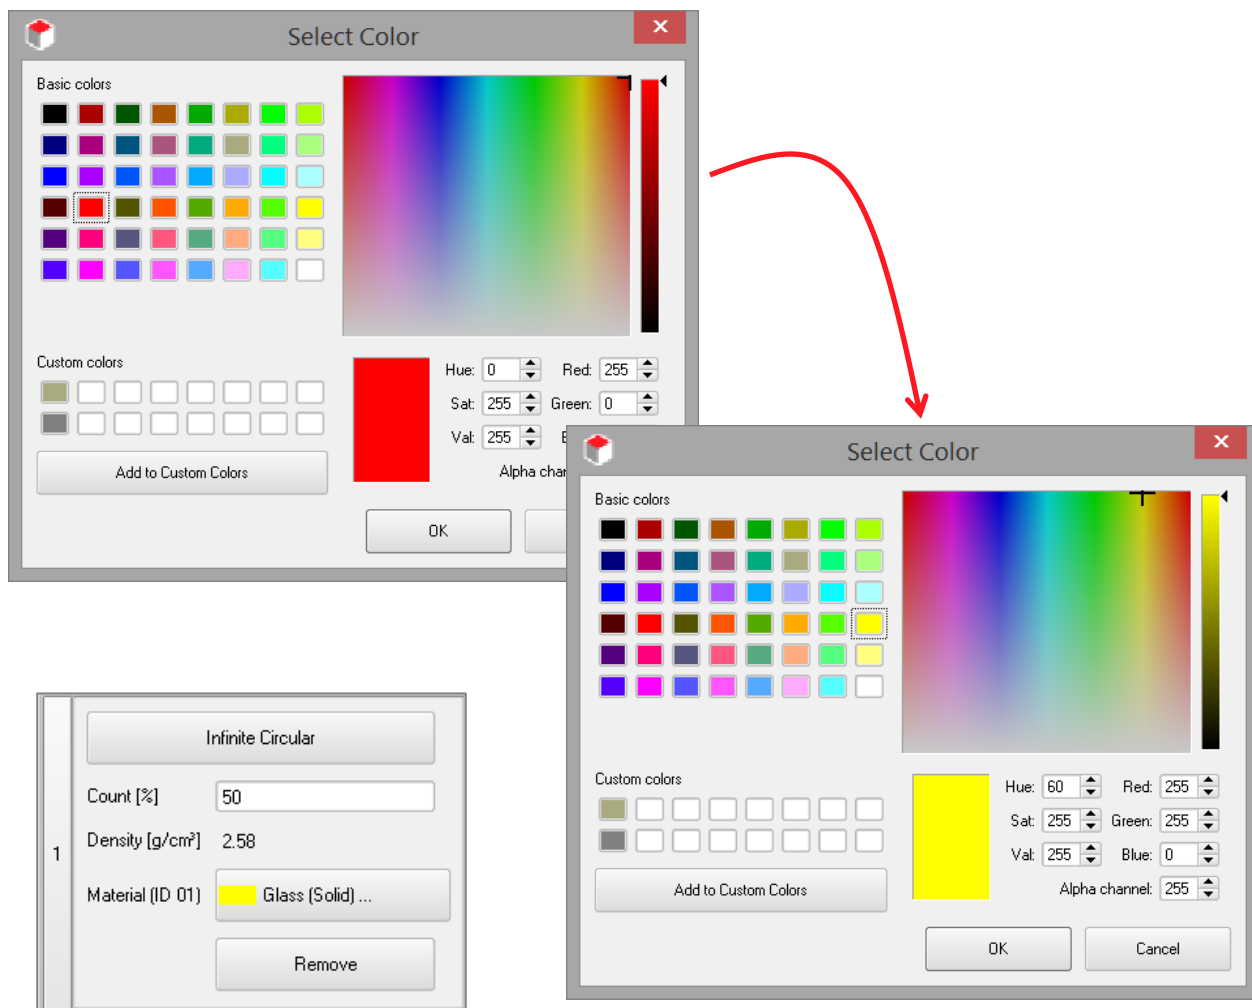 Select Color
Basic colors
Custom colors
Hue: 0 Red: 255
Sat: 255 Green: 0
Val: 255
Add to Custom Colors
OK
Select Color
Basic colors
Custom colors
Hue: 60 Red: 255
Sat: 255 Green: 255
Val: 255 Blue: 0
Add to Custom Colors
Alpha channel: 255
OK Cancel
1
Infinite Circular
Count [%] 50
Density [g/cm³] 2.58
Material (ID 01) Glass (Solid) ...
Remove